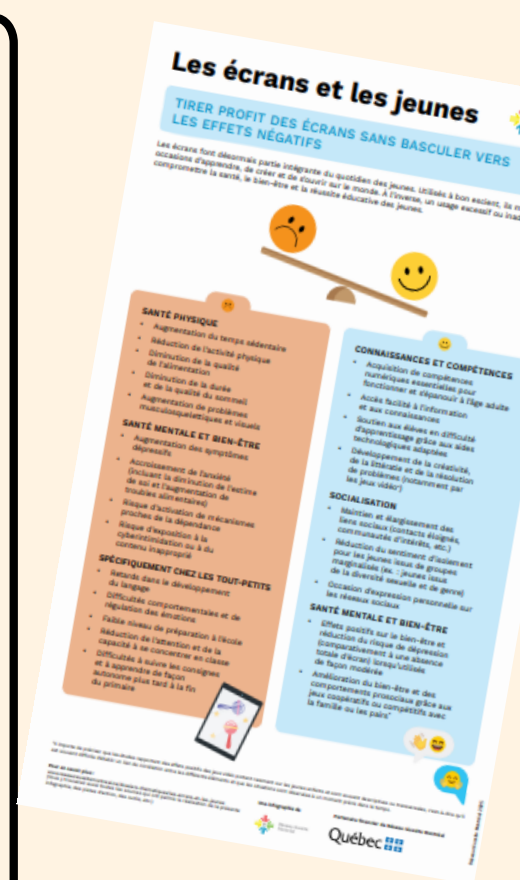 Les écrans et les jeunes
TIRER PROFIT DES ÉCRANS SANS BASCULER VERS
LES EFFETS NÉGATIFS
Les écrans font désormais partie intégrante du quotidien des jeunes. Utilisés à bon escient, ils
occasions d'apprendre, de créer et de s'ouvrir sur le monde. À l'inverse, un usage excessif ou
compromettre la santé, le bien-être et la réussite éducative des jeunes.
SANTÉ PHYSIQUE
• Augmentation du temps sédentaire
• Réduction de l'activité physique
• Diminution de la qualité
de l'alimentation
• Diminution de la durée
et de la qualité du sommeil
• Augmentation de problèmes
musculosquelettiques et visuels
SANTÉ MENTALE ET BIEN-ÊTRE
• Augmentation des symptômes
dépressifs
• Accroissement de l'anxiété
(incluant la diminution de l'estime
de soi et l'augmentation de
troubles alimentaires)
• Risque d'activation de mécanismes
proches de la dépendance
• Risque d'exposition à la
cyberintimidation ou à du
contenu inapproprié
SPÉCIFIQUEMENT CHEZ LES TOUT-PETITS
• Retards dans le développement
du langage
• Difficultés comportementales et de
régulation des émotions
• Faible niveau de préparation à l'école
• Réduction de l'attention et de la
capacité à se concentrer en classe
• Difficultés à suivre les consignes
et à apprendre de façon
autonome plus tard à la fin
du primaire
CONNAISSANCES ET COMPÉTENCES
• Acquisition de compétences
numériques essentielles pour
fonctionner et s'épanouir à l'âge adulte
• Accès facilité à l'information
et aux connaissances
• Soutien aux élèves en difficulté
d'apprentissage grâce aux aides
technologiques adaptées
• Développement de la créativité,
de la littératie et de la résolution
de problèmes (notamment par
les jeux vidéo*)
SOCIALISATION
• Maintien et élargissement des
liens sociaux (contacts éloignés,
communautés d'intérêts, etc.)
• Réduction du sentiment d'isolement
pour les jeunes issus de groupes
marginalisés (ex. : jeunes issus
de la diversité sexuelle et de genre)
• Occasion d'expression personnelle sur
les réseaux sociaux
SANTÉ MENTALE ET BIEN-ÊTRE
• Effets positifs sur le bien-être et
réduction du risque de dépression
(comparativement à une absence
totale d'écran) lorsqu'utilisés
de façon modérée
• Amélioration du bien-être et des
comportements prosociaux grâce aux
jeux coopératifs ou compétitifs avec
la famille ou les pairs*
Pour en savoir plus :
Une infographie de
Québec